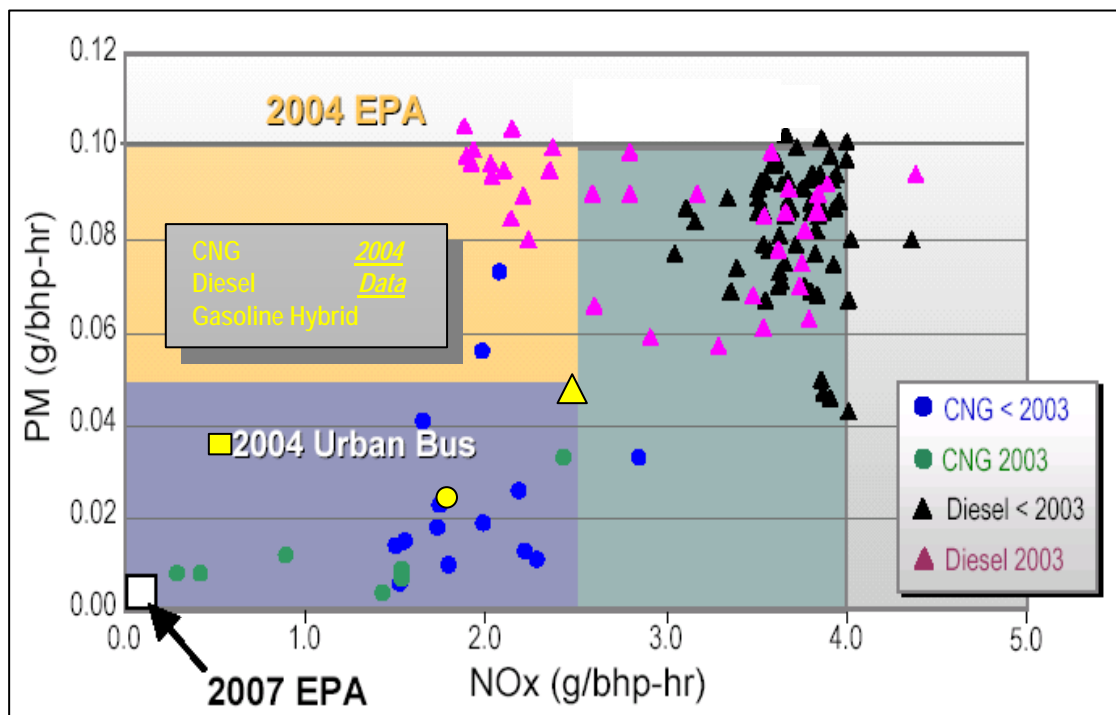 0.12
0.10
0.08
0.06
0.04
0.02
0.00
PM (g/bhp-hr)
2004 EPA
CNG 2004
Diesel Data
Gasoline Hybrid
2004 Urban Bus
CNG < 2003
CNG 2003
Diesel < 2003
Diesel 2003
0.0 1.0 2.0 3.0 4.0 5.0
NOx (g/bhp-hr)
2007 EPA